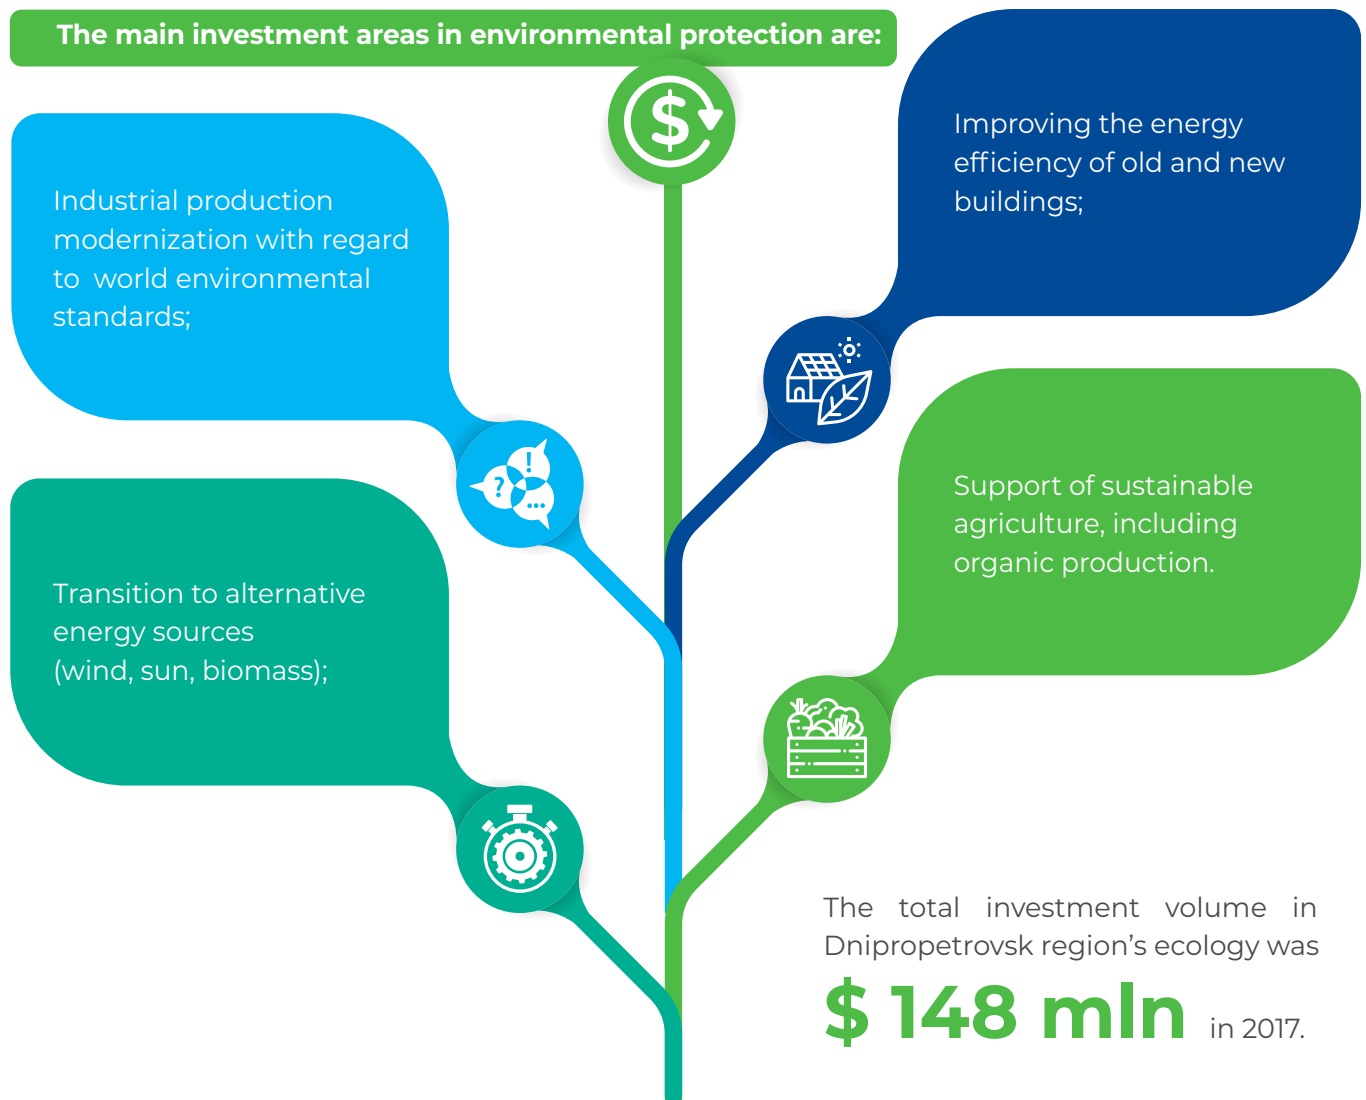 The main investment areas in environmental protection are:
Industrial production
modernization with regard
to world environmental
standards;
Improving the energy
efficiency of old and new
buildings;
Transition to alternative
energy sources
(wind, sun, biomass);
Support of sustainable
agriculture, including
organic production.
The total investment volume in
Dnipropetrovsk region’s ecology was
$ 148 mln in 2017.